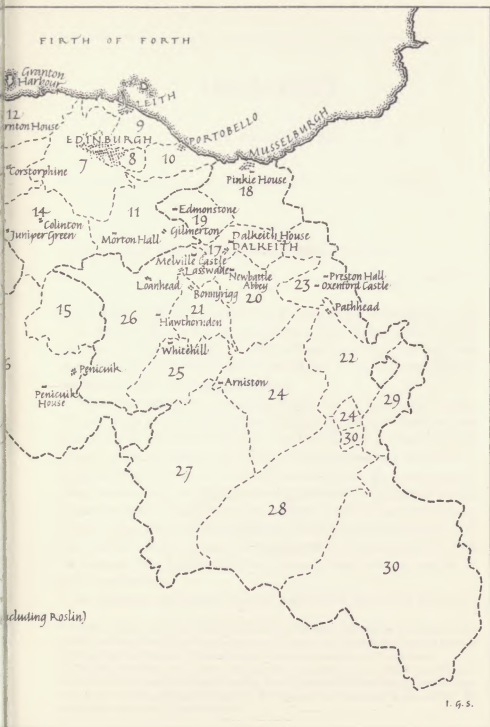 FIRTH OF FORTH
Granton
Harbour
LEITH
12
9
rnton House
EDINBURGH
PORTOBELLO
MUSSELBURGH
7
8
10
Corstorphine
Pinkie House
18
14
11
Edmonstone
19
Colinton
Juniper Green
Gilmerton
Morton Hall
Dalkeith House
17
DALKEITH
Melville Castle
Lasswade
Newbattle
Abbey
Preston Hall
23
Oxenford Castle
Loanhead
Bonnyrigg
20
15
26
21
Pathhead
Hawthornden
Whitehill
22
6
Penicuik
25
Arniston
29
Penicuik
House
24
24
30
27
28
30
cluding Roslin)
I. G. S.